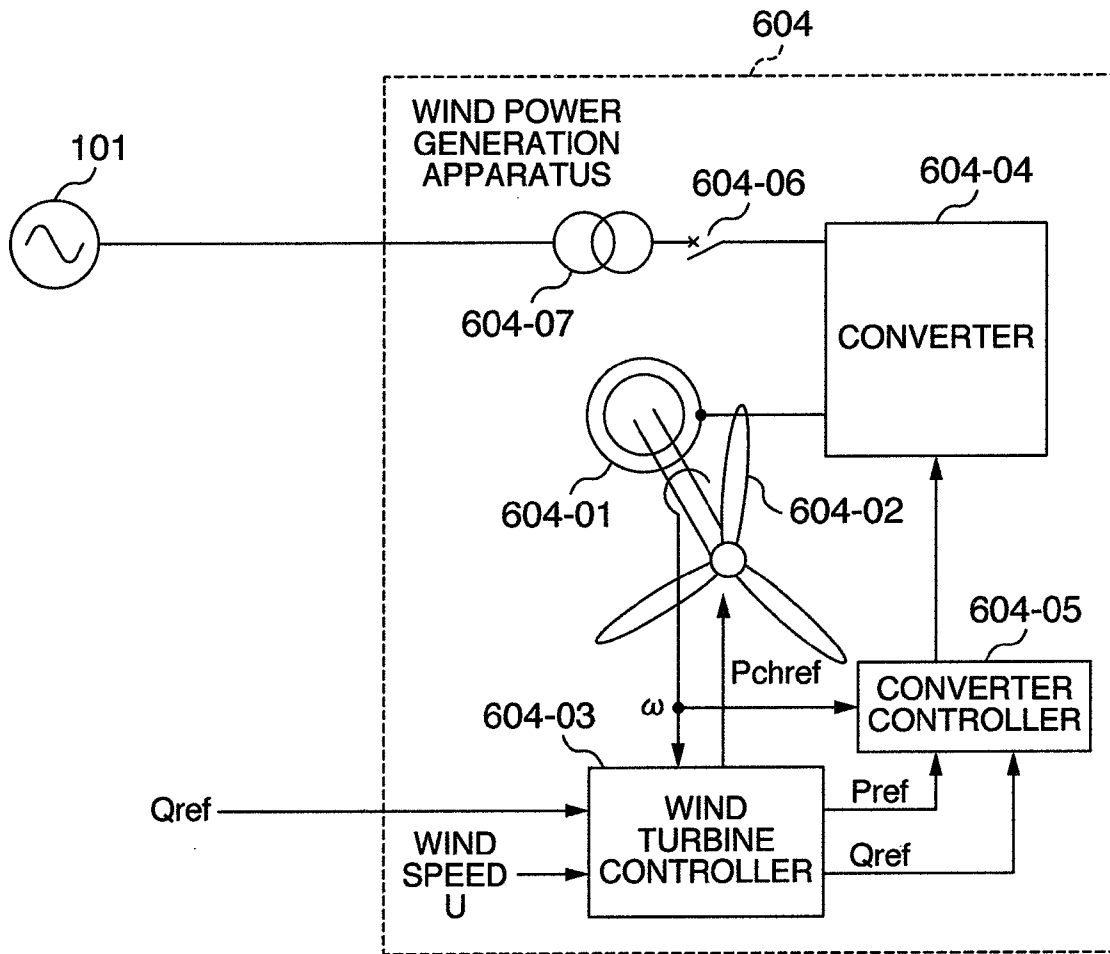 604
WIND POWER
GENERATION
APPARATUS
101
604-06
604-04
604-07
CONVERTER
604-01
604-02
604-05
Pchref
CONVERTER
CONTROLLER
604-03
ω
Qref
WIND
TURBINE
CONTROLLER
Pref
Qref
WIND
SPEED
U